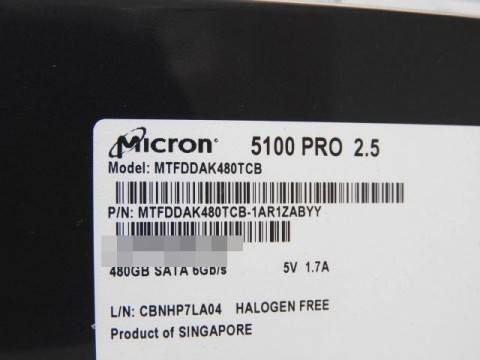 Micron® 5100 PRO 2.5
Model: MTFDDAK480TCB
P/N: MTFDDAK480TCB-1AR1ZABYY
480GB SATA 6Gb/s 5V 1.7A
L/N: CBNHP7LA04 HALOGEN FREE
Product of SINGAPORE